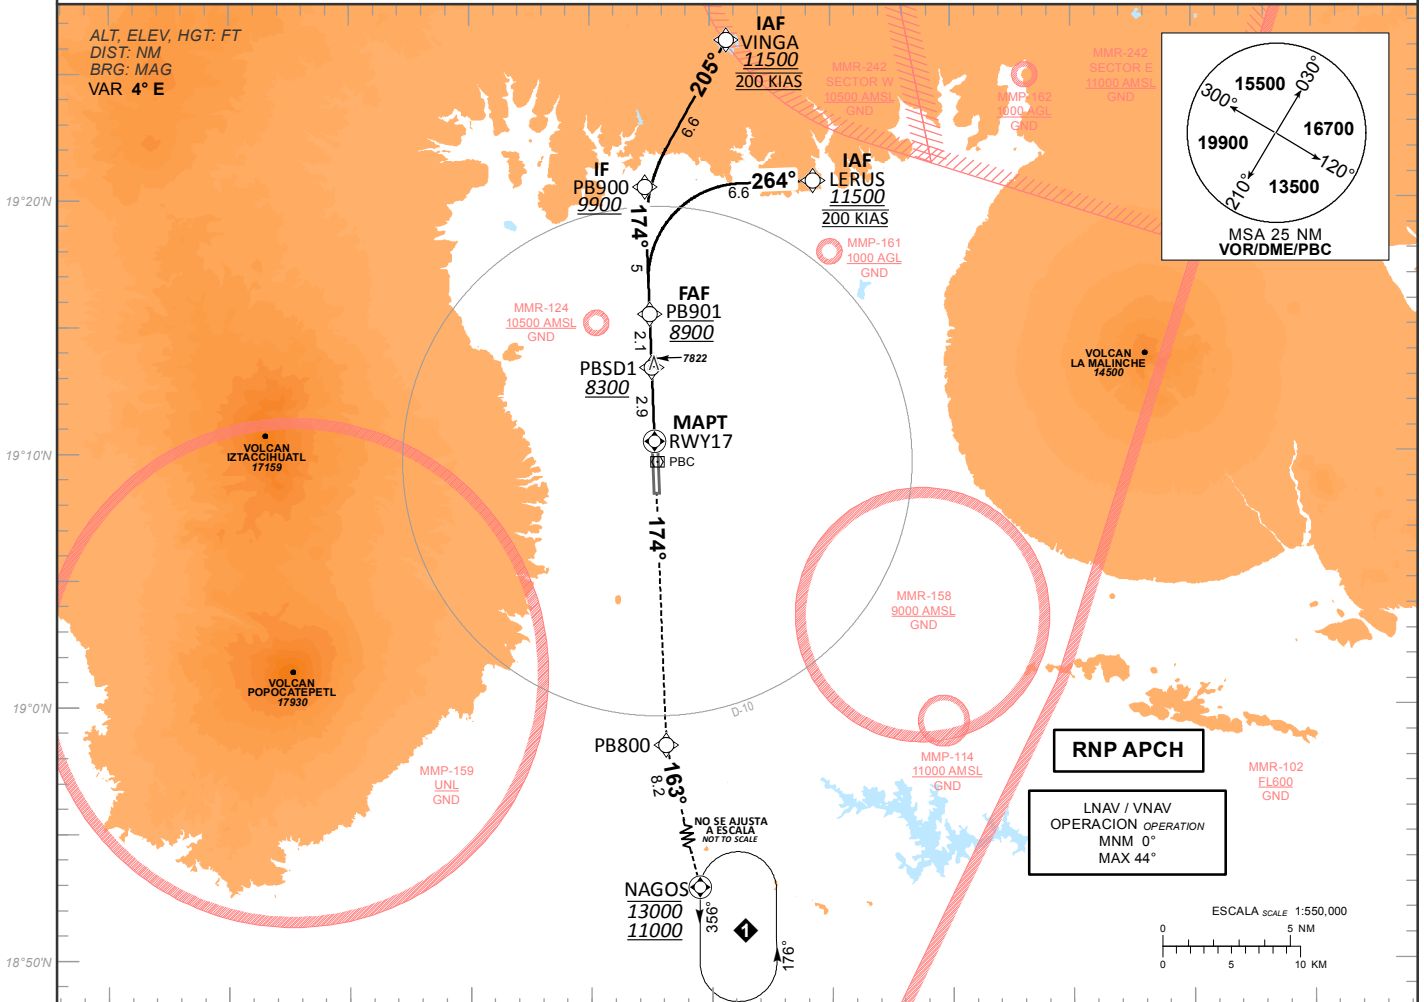 ALT, ELEV, HGT: FT
DIST: NM
BRG: MAG
VAR 4° E
IAF
VINGA
11500
200 KIAS
205°
6.6
MMR-242
SECTOR W
10500 AMSL
GND
MMP-162
1000 AGL
GND
MMR-242
SECTOR E
11000 AMSL
GND
15500
030°
300°
16700
19900
120°
210°
13500
MSA 25 NM
VOR/DME/PBC
IF
PB900
9900
IAF
LERUS
11500
200 KIAS
264°
6.6
19°20'N
174°
5
MMP-161
1000 AGL
GND
MMR-124
10500 AMSL
GND
FAF
PB901
8900
2.1
7822
PBSD1
8300
2.9
VOLCAN
LA MALINCHE
14500
MAPT
RWY17
PBC
VOLCAN
IZTACCIHUATL
17159
19°10'N
174°
MMR-158
9000 AMSL
GND
VOLCAN
POPOCATEPETL
17930
19°0'N
D-10
PB800
163°
8.2
MMP-159
UNL
GND
MMP-114
11000 AMSL
GND
RNP APCH
MMR-102
FL600
GND
LNAV / VNAV
OPERACION OPERATION
MNM 0°
MAX 44°
NO SE AJUSTA
A ESCALA
NOT TO SCALE
NAGOS
13000
11000
356°
1
176°
18°50'N
ESCALA SCALE 1:550,000
0 5 NM
0 5 10 KM